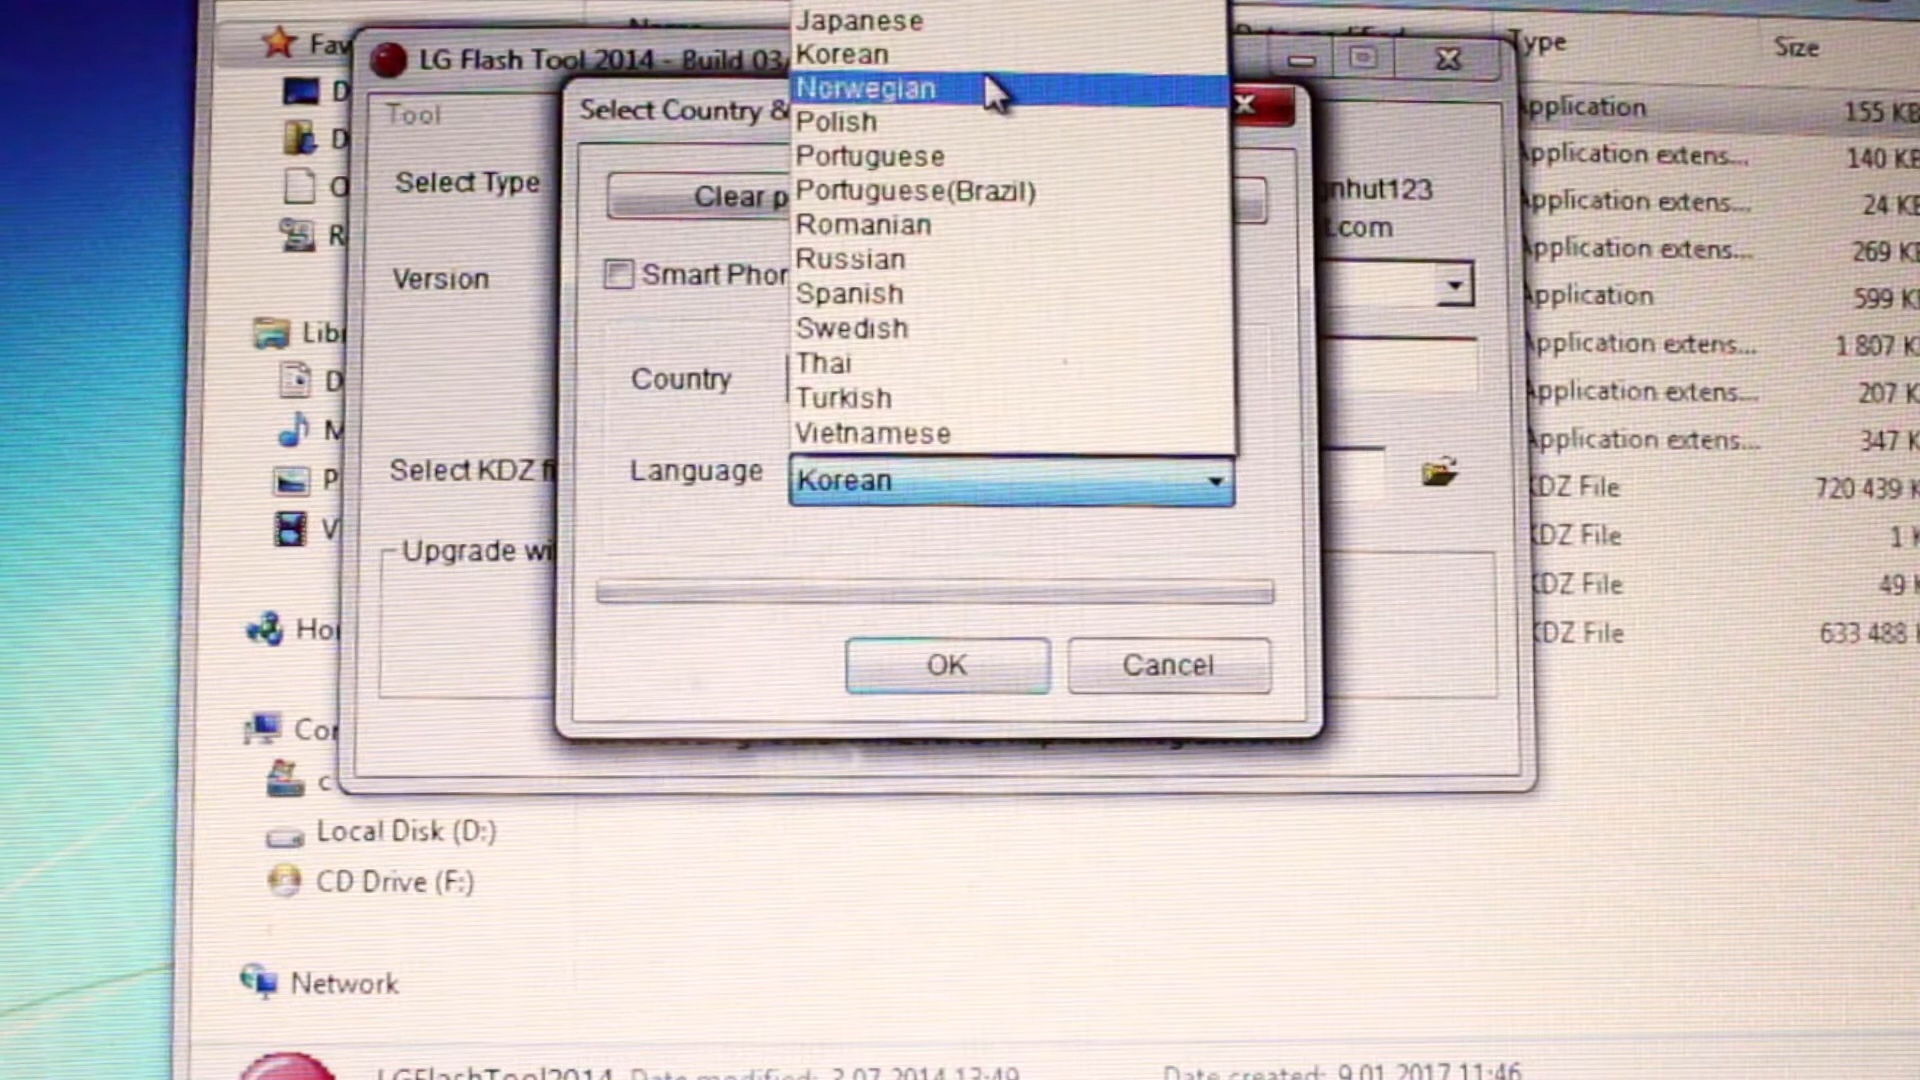 Japanese
Korean
Norwegian
Polish
Portuguese
Portuguese(Brazil)
Romanian
Russian
Spanish
Swedish
Thai
Turkish
Vietnamese
LG Flash Tool 2014 - Build 03
Select Country &
Tool
Select Type
Clear p
Version
Smart Phon
Country
Select KDZ fi
Language
Korean
Upgrade wi
OK
Cancel
nhut123
.com
Type
Size
Application 155 KB
Application extens... 140 KB
Application extens... 24 KB
Application extens... 269 KB
Application 599 K
Application extens... 1 807 K
Application extens... 207 K
Application extens... 347 K
KDZ File 720 439 K
KDZ File 1 K
KDZ File 49 K
KDZ File 633 488 K
Fav
D
D
R
Libr
D
M
P
V
Ho
Co
Local Disk (D:)
CD Drive (F:)
Network
LGFlashTool2014 Date modified: 3.07.2014 13:49 Date created: 9.01.2017 11:46